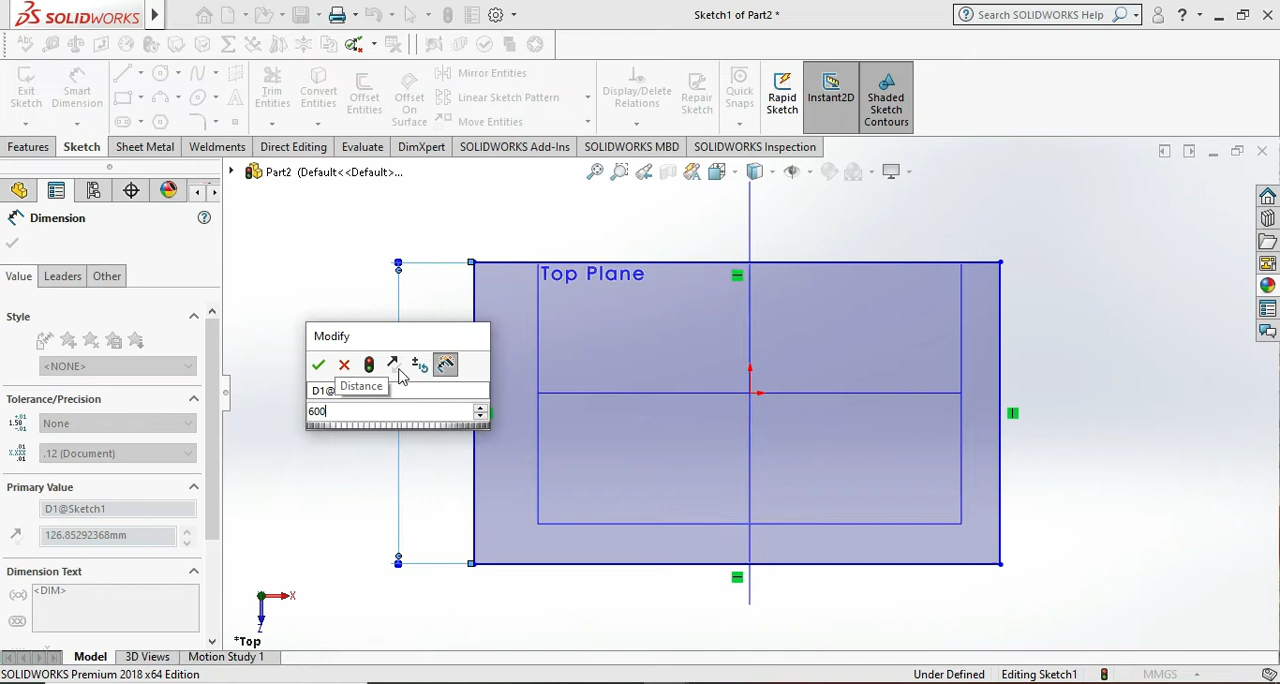 SOLIDWORKS
Sketch1 of Part2 *
Search SOLIDWORKS Help
?
Exit Sketch
Smart Dimension
Trim Entities
Convert Entities
Offset Entities
Offset On Surface
Mirror Entities
Linear Sketch Pattern
Move Entities
Display/Delete Relations
Repair Sketch
Quick Snaps
Rapid Sketch
Instant2D
Shaded Sketch Contours
Features
Sketch
Sheet Metal
Weldments
Direct Editing
Evaluate
DimXpert
SOLIDWORKS Add-Ins
SOLIDWORKS MBD
SOLIDWORKS Inspection
Part2 (Default<<Default>...
Dimension
Value
Leaders
Other
Style
<NONE>
Tolerance/Precision
None
.12 (Document)
Primary Value
D1@Sketch1
126.85292368mm
Dimension Text
<DIM>
Top Plane
Modify
Distance
D1@
600
X
Z
*Top
Model
3D Views
Motion Study 1
SOLIDWORKS Premium 2018 x64 Edition
Under Defined
Editing Sketch1
MMGS